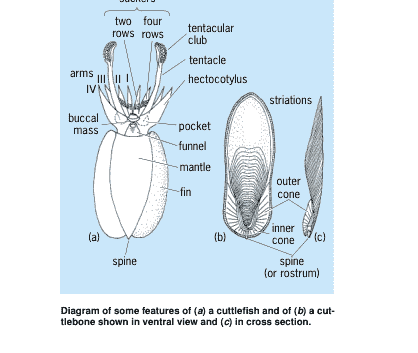 two four
rows rows
tentacular
club
tentacle
arms III II I
hectocotylus
IV
striations
buccal
mass
pocket
funnel
mantle
outer
cone
fin
inner
cone
(a)
(b)
(c)
spine
spine
(or rostrum)
Diagram of some features of (a) a cuttlefish and of (b) a cut-
tlebone shown in ventral view and (c) in cross section.